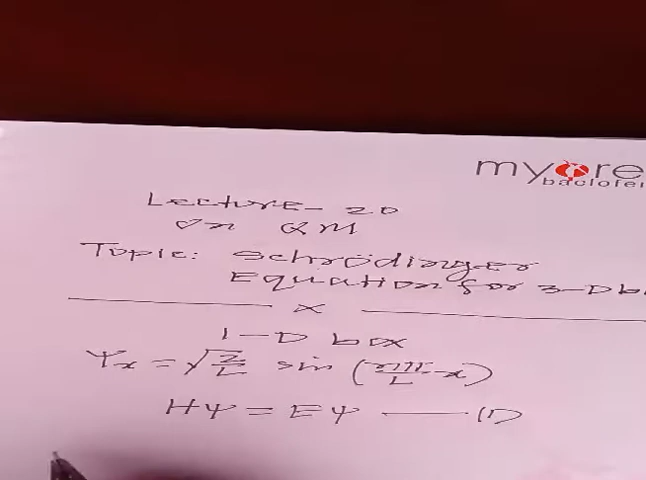 myore
baclofen
Lecture - 20
on QM
Topic: Schrödinger
Equation for 3-D b
x
1-D box
Ψx = √2/L sin (nπ/L x)
HΨ = EΨ —— (1)